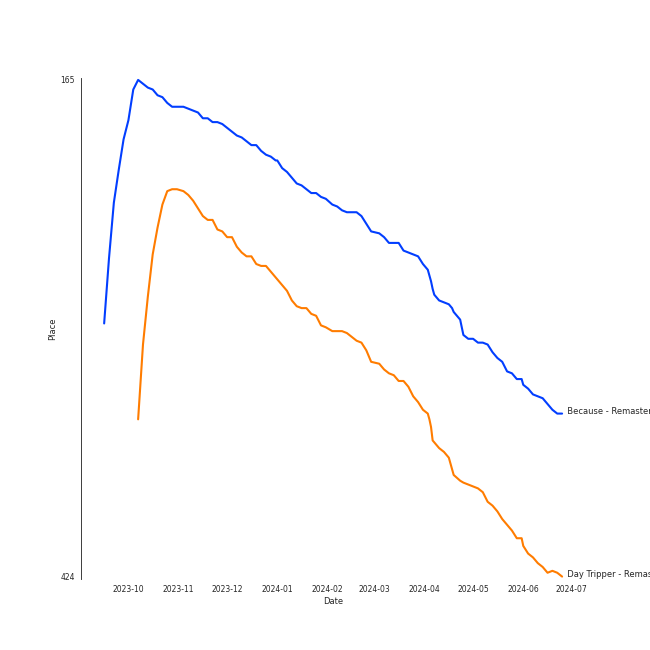 165
Place
Because - Remaster
Day Tripper - Remas
424
2023-10 2023-11 2023-12 2024-01 2024-02 2024-03 2024-04 2024-05 2024-06 2024-07
Date